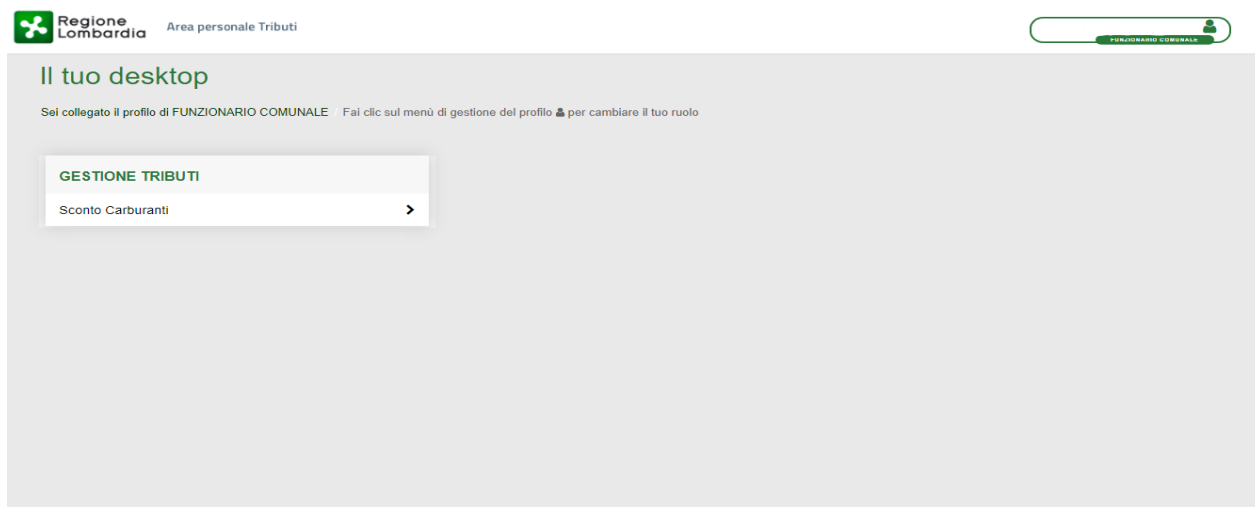 Regione
Lombardia
Area personale Tributi
FUNZIONARIO COMUNALE
Il tuo desktop
Sei collegato il profilo di FUNZIONARIO COMUNALE / Fai clic sul menù di gestione del profilo per cambiare il tuo ruolo
GESTIONE TRIBUTI
Sconto Carburanti